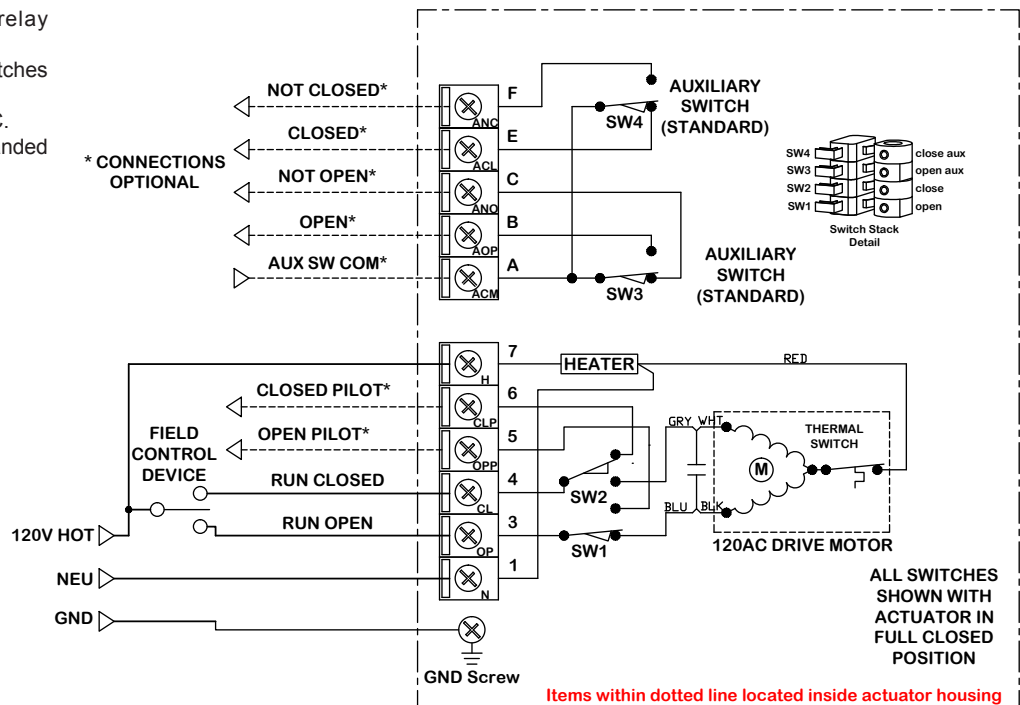 relay
tches
C.
anded
NOT CLOSED*
CLOSED*
NOT OPEN*
OPEN*
AUX SW COM*
* CONNECTIONS
OPTIONAL
F
ANC
E
ACL
C
ANO
B
AOP
A
ACM
SW4
AUXILIARY
SWITCH
(STANDARD)
SW3
AUXILIARY
SWITCH
(STANDARD)
SW4
close aux
SW3
open aux
SW2
close
SW1
open
Switch Stack
Detail
7
H
HEATER
RED
CLOSED PILOT*
6
CLP
OPEN PILOT*
5
OPP
FIELD
CONTROL
DEVICE
RUN CLOSED
4
CL
RUN OPEN
3
OP
120V HOT
NEU
1
N
GND
GND Screw
SW2
SW1
GRY
WHT
BLU
BLK
M
THERMAL
SWITCH
120AC DRIVE MOTOR
ALL SWITCHES
SHOWN WITH
ACTUATOR IN
FULL CLOSED
POSITION
Items within dotted line located inside actuator housing